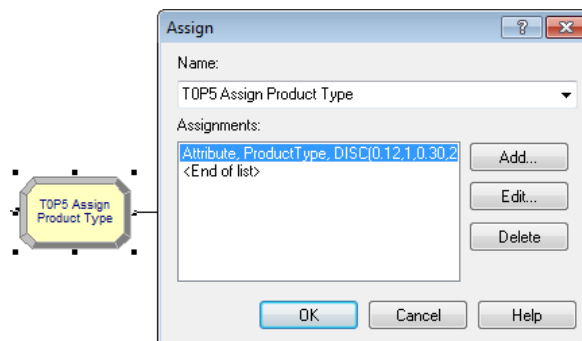 Assign
Name:
T0P5 Assign Product Type
Assignments:
Attribute, ProductType, DISC(0.12,1,0.30,2
<End of list>
Add...
Edit...
Delete
T0P5 Assign
Product Type
OK
Cancel
Help